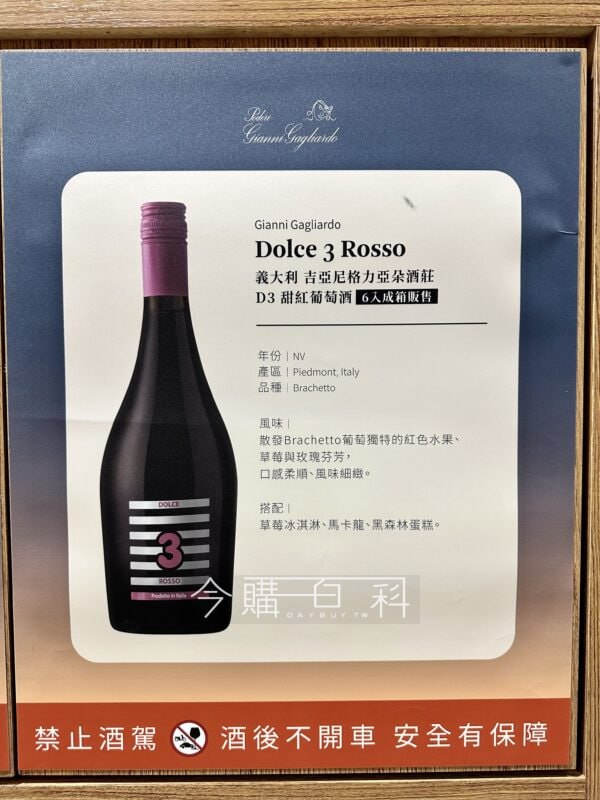 Poderi
Gianni Gagliardo
Gianni Gagliardo
Dolce 3 Rosso
義大利 吉亞尼格力亞朵酒莊
D3 甜紅葡萄酒 6入成箱販售
年份｜NV
產區｜Piedmont, Italy
品種｜Brachetto
風味｜
散發Brachetto葡萄獨特的紅色水果、
草莓與玫瑰芬芳，
口感柔順、風味細緻。
搭配｜
草莓冰淇淋、馬卡龍、黑森林蛋糕。
DOLCE
3
ROSSO
Prodotto in Italia
今購百科
DAYBUY.TW
禁止酒駕 酒後不開車 安全有保障